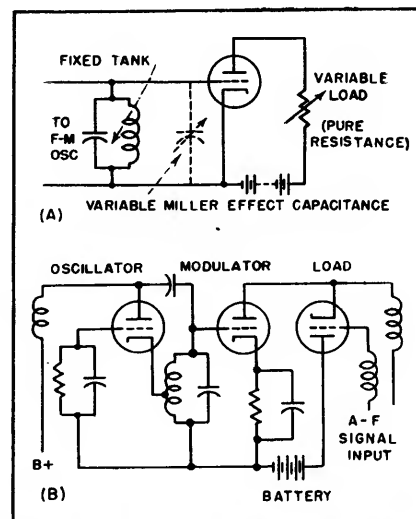 FIXED TANK
TO
F-M
OSC
VARIABLE
LOAD
(PURE
RESISTANCE)
(A)
VARIABLE MILLER EFFECT CAPACITANCE
OSCILLATOR
MODULATOR
LOAD
B+
A-F
SIGNAL
INPUT
(B)
BATTERY